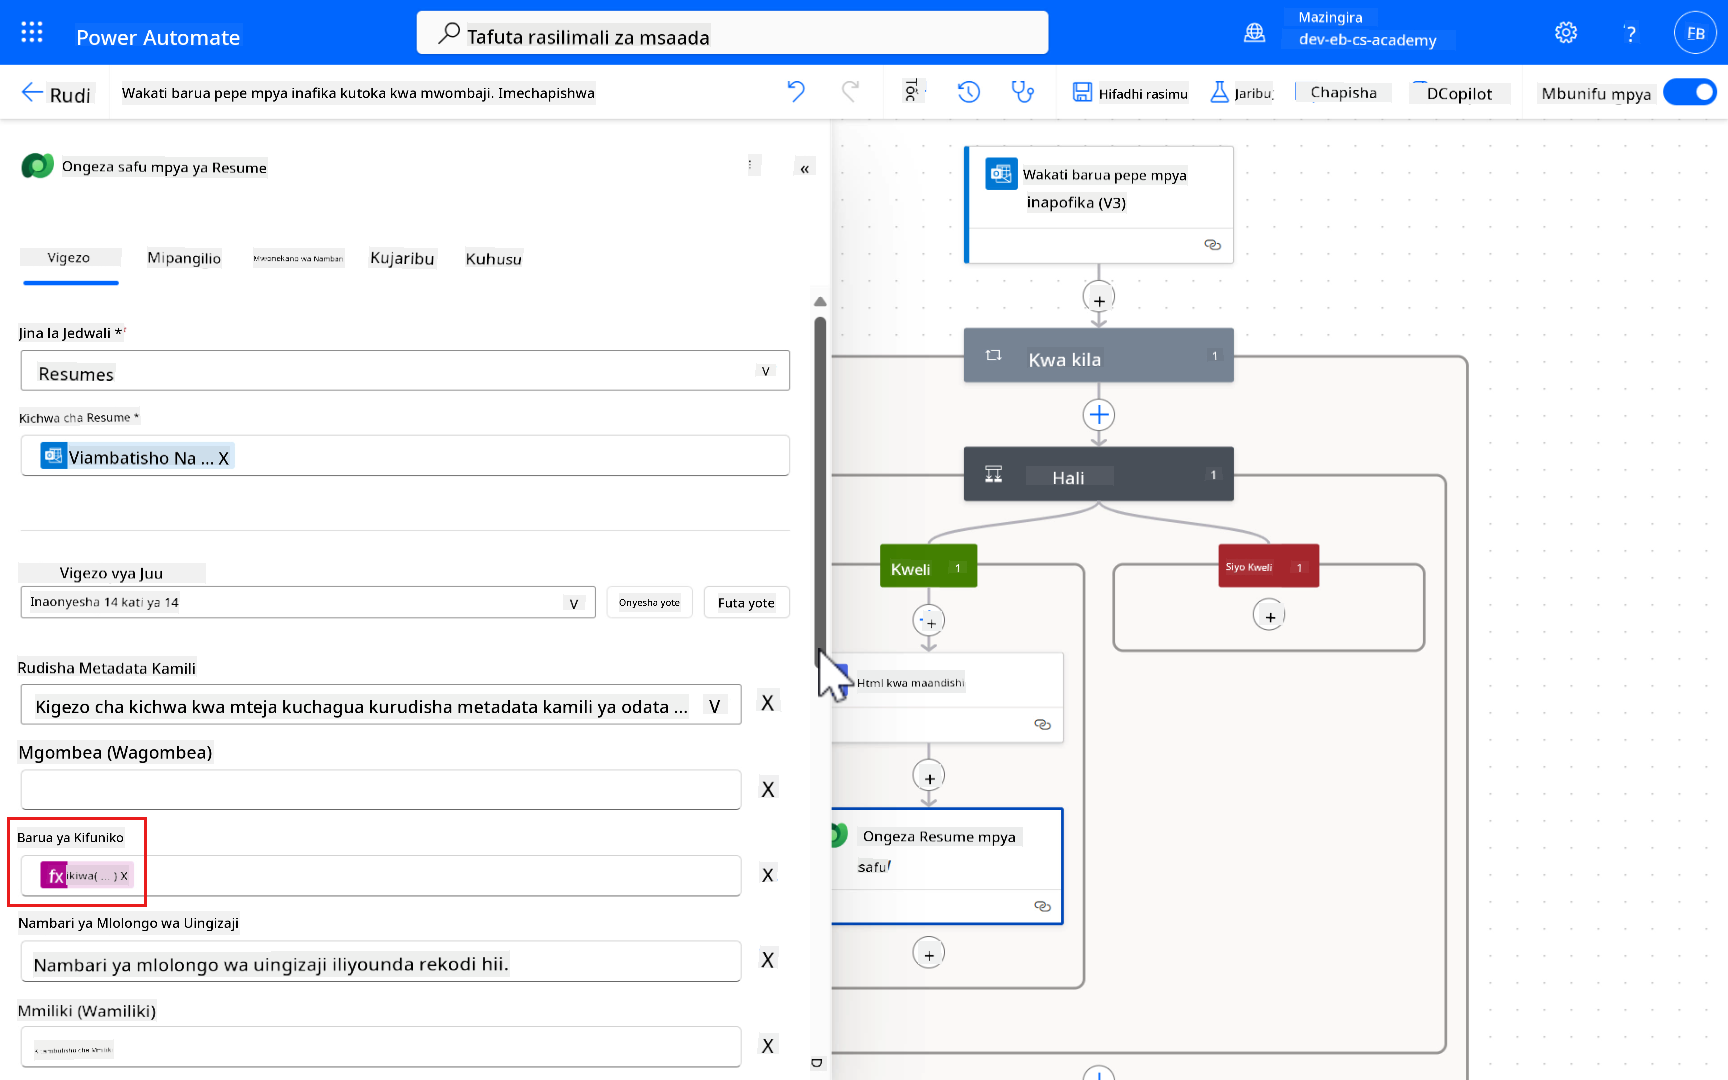 Power Automate
Tafuta rasilimali za msaada
Mazingira
dev-eb-cs-academy
?
FB
Rudi
Wakati barua pepe mpya inafika kutoka kwa mwombaji. Imechapishwa
Hifadhi rasimu
Jaribu
Chapisha
DCopilot
Mbunifu mpya
Ongeza safu mpya ya Resume
«
Vigezo
Mipangilio
Mwonekano wa Namban
Kujaribu
Kuhusu
Jina la Jedwali *
Resumes
V
Kichwa cha Resume *
Viambatisho Na ... X
Vigezo vya Juu
Inaonyesha 14 kati ya 14
V
Onyesha yote
Futa yote
Rudisha Metadata Kamili
Kigezo cha kichwa kwa mteja kuchagua kurudisha metadata kamili ya odata ...
V
X
Mgombea (Wagombea)
X
Barua ya Kifuniko
fx
ikiwa( ... ) X
X
Nambari ya Mlolongo wa Uingizaji
Nambari ya mlolongo wa uingizaji iliyounda rekodi hii.
X
Mmiliki (Wamiliki)
X
Wakati barua pepe mpya
inapofika (V3)
Kwa kila
1
Hali
1
Kweli
1
Siyo Kweli
1
Html kwa maandishi
Ongeza Resume mpya
safu